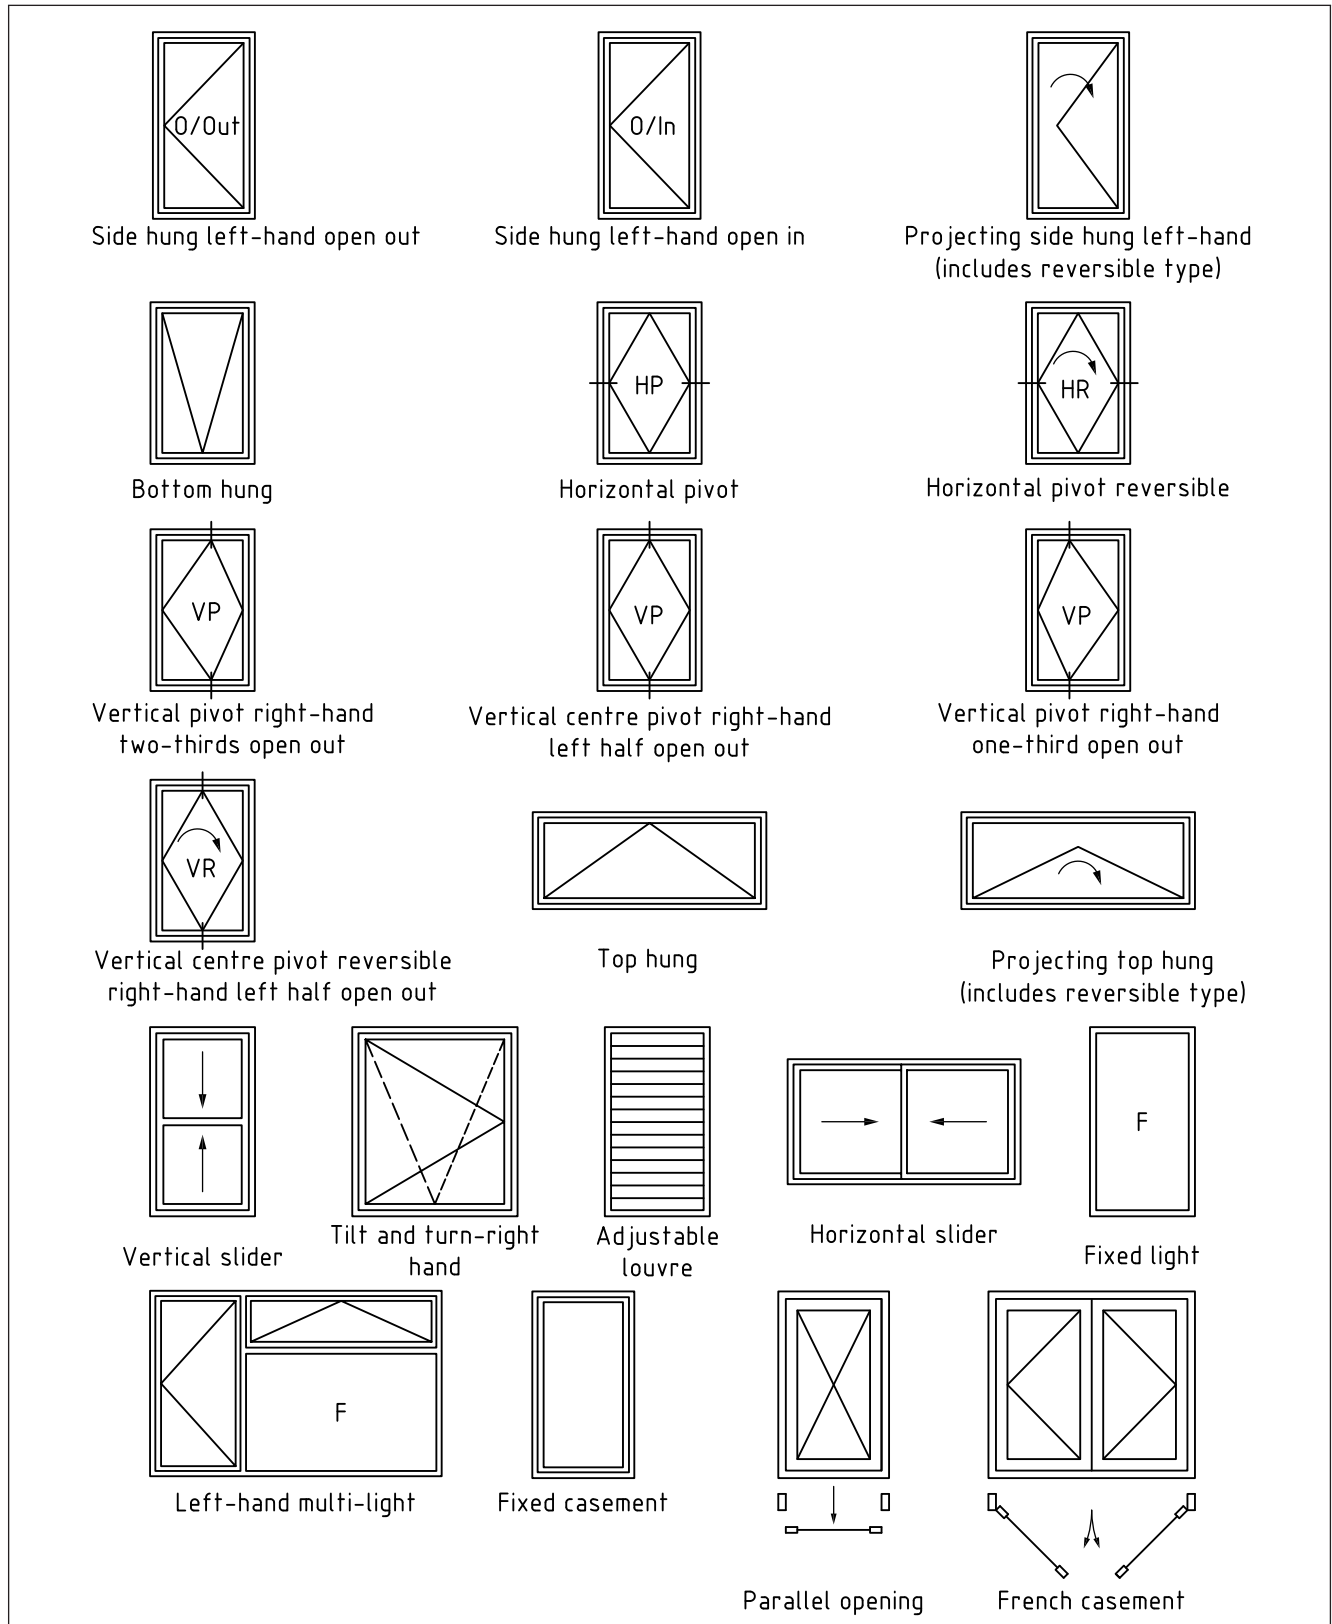 O/Out
O/In
Side hung left-hand open out
Side hung left-hand open in
Projecting side hung left-hand
(includes reversible type)
HP
HR
Bottom hung
Horizontal pivot
Horizontal pivot reversible
VP
VP
VP
Vertical pivot right-hand
two-thirds open out
Vertical centre pivot right-hand
left half open out
Vertical pivot right-hand
one-third open out
VR
Vertical centre pivot reversible
right-hand left half open out
Top hung
Projecting top hung
(includes reversible type)
F
Vertical slider
Tilt and turn-right
hand
Adjustable
louvre
Horizontal slider
Fixed light
F
Left-hand multi-light
Fixed casement
Parallel opening
French casement